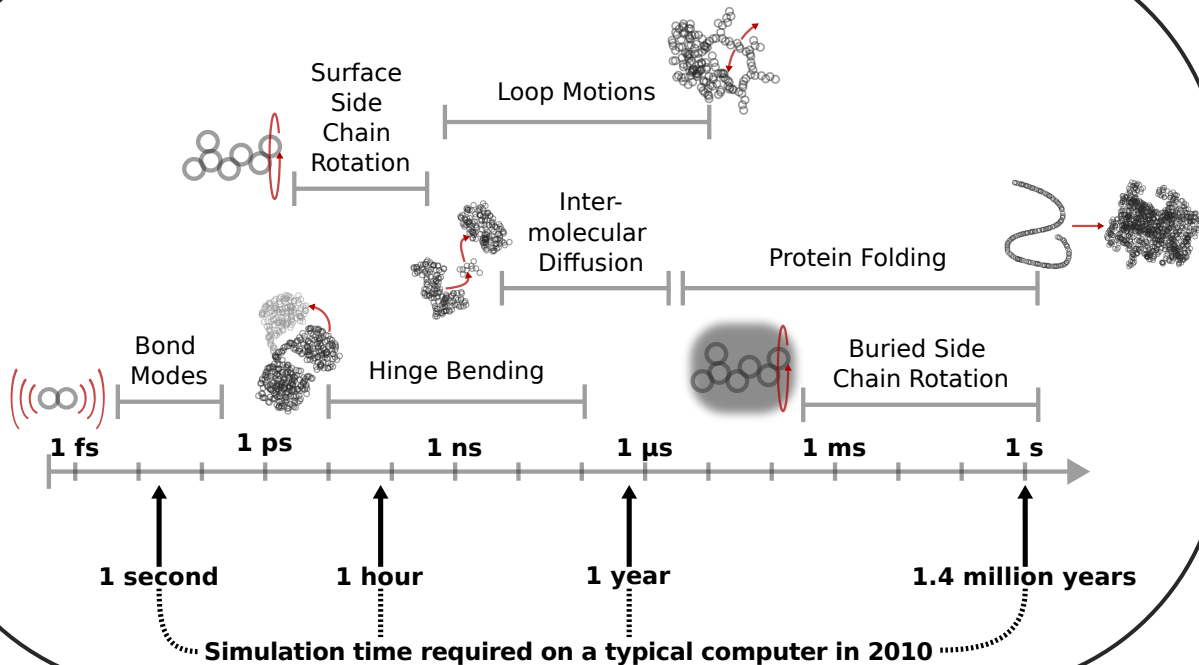 Surface
Side
Chain
Rotation
Loop Motions
Inter-
molecular
Diffusion
Protein Folding
Bond
Modes
Hinge Bending
Buried Side
Chain Rotation
1 fs
1 ps
1 ns
1 µs
1 ms
1 s
1 second
1 hour
1 year
1.4 million years
Simulation time required on a typical computer in 2010